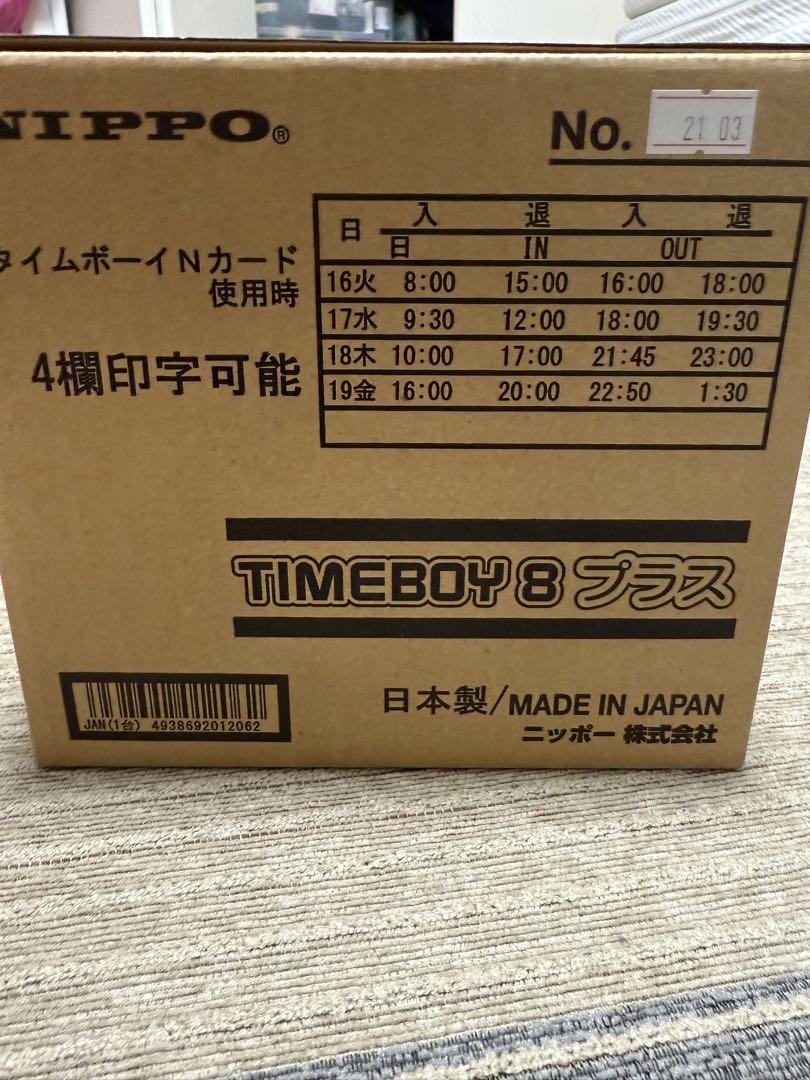 NIPPO®
No. 21 03
タイムボーイNカード
使用時
4欄印字可能
日 入 退 入 退
日 IN OUT
16火 8:00 15:00 16:00 18:00
17水 9:30 12:00 18:00 19:30
18木 10:00 17:00 21:45 23:00
19金 16:00 20:00 22:50 1:30
TIMEBOY 8 プラス
JAN(1台) 4938692012062
日本製/MADE IN JAPAN
ニッポー 株式会社